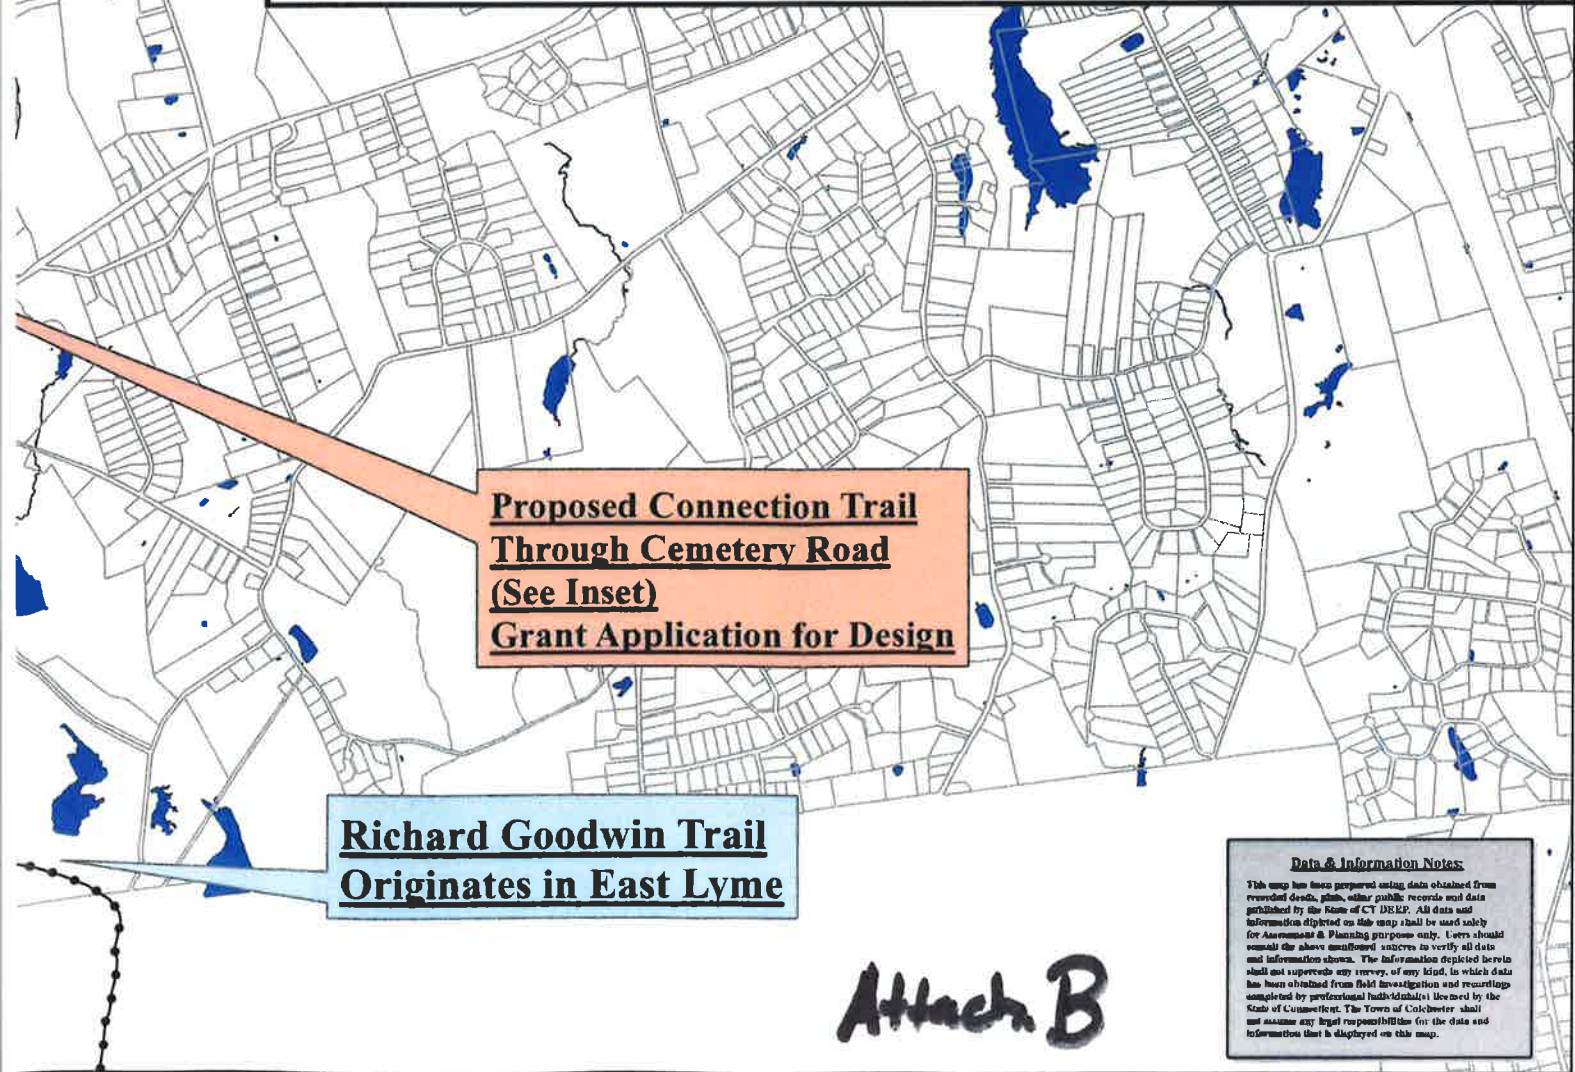 Proposed Connection Trail
Through Cemetery Road
(See Inset)
Grant Application for Design
Richard Goodwin Trail
Originates in East Lyme
Attach B
Data & Information Notes:
This map has been prepared using data obtained from
recorded deeds, plans, other public records and data
published by the State of CT DEEP. All data and
information dipicted on this map shall be used solely
for Assessment & Planning purposes only. Users should
consult the above mentioned sources to verify all data
and information shown. The information depicted herein
shall not supercede any survey, of any kind, in which data
has been obtained from field investigation and recordings
completed by professional individual(s) licensed by the
State of Connecticut. The Town of Colchester shall
not assume any legal responsibilities for the data and
information that is displayed on this map.